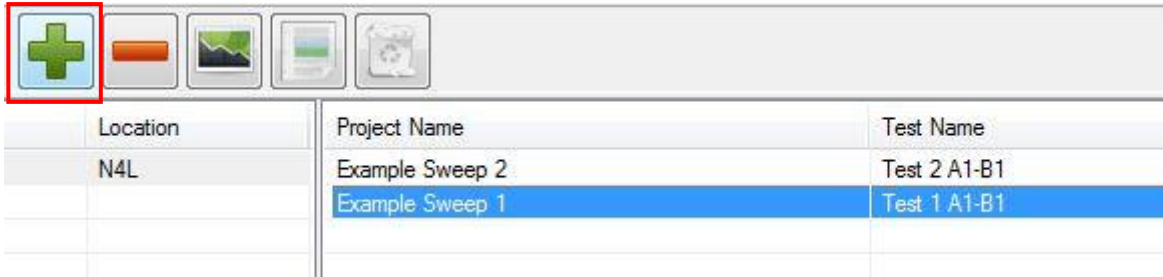 Location Project Name Test Name
N4L Example Sweep 2 Test 2 A1-B1
Example Sweep 1 Test 1 A1-B1